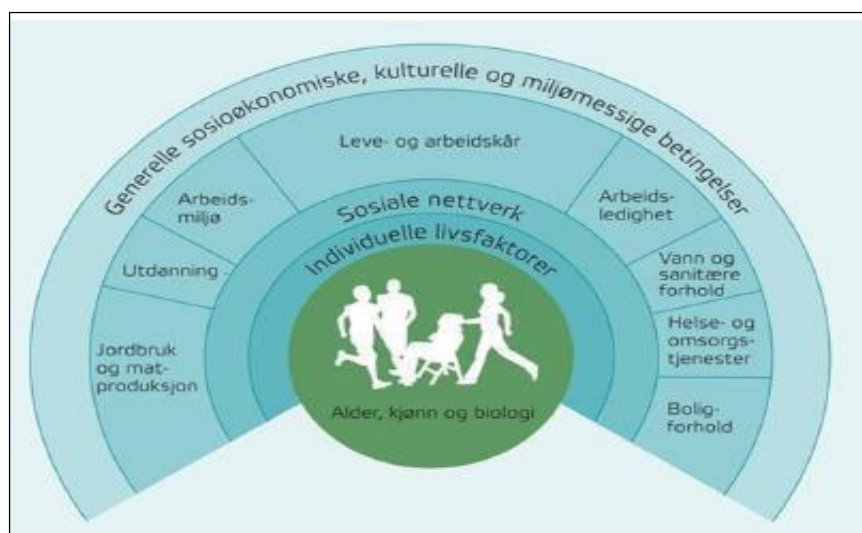 Generelle sosioøkonomiske, kulturelle og miljømessige betingelser
Leve- og arbeidskår
Arbeids-
miljø
Utdanning
Jordbruk
og mat-
produksjon
Arbeids-
ledighet
Vann og
sanitære
forhold
Helse- og
omsorgs-
tjenester
Bolig-
forhold
Sosiale nettverk
Individuelle livsfaktorer
Alder, kjønn og biologi